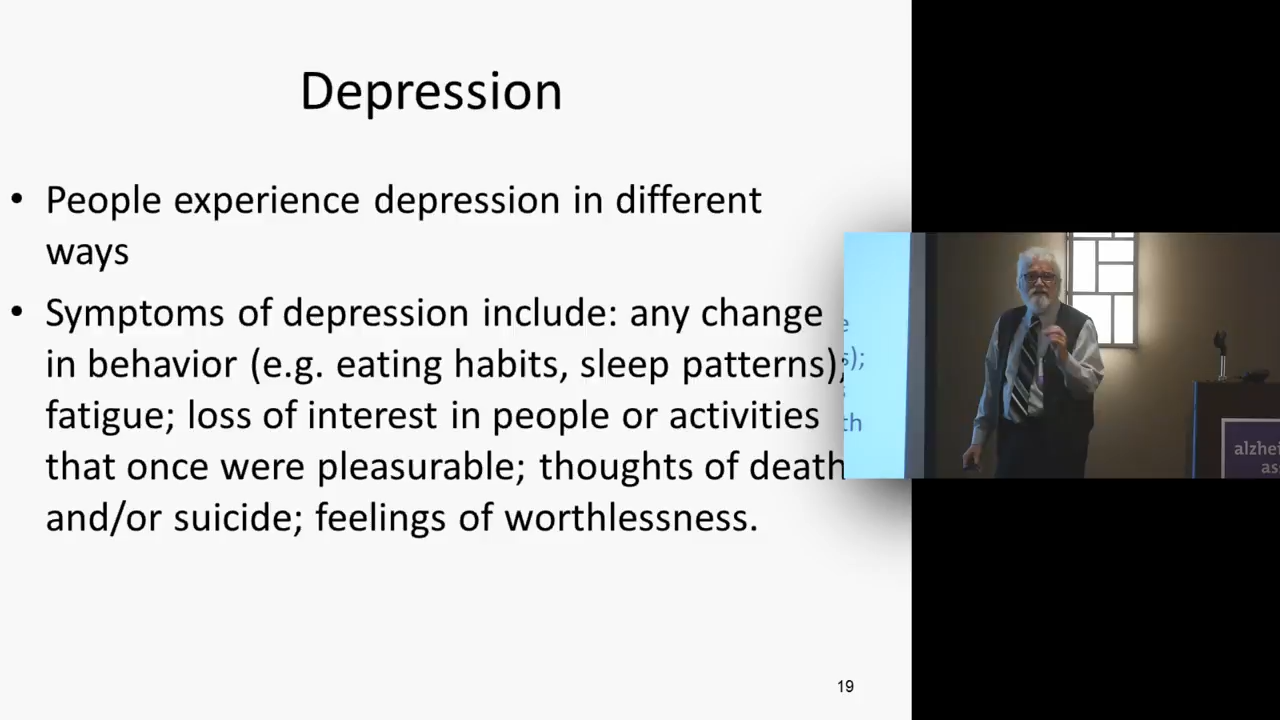 Depression
• People experience depression in different
ways
• Symptoms of depression include: any change
in behavior (e.g. eating habits, sleep patterns);
fatigue; loss of interest in people or activities
that once were pleasurable; thoughts of death
and/or suicide; feelings of worthlessness.
19